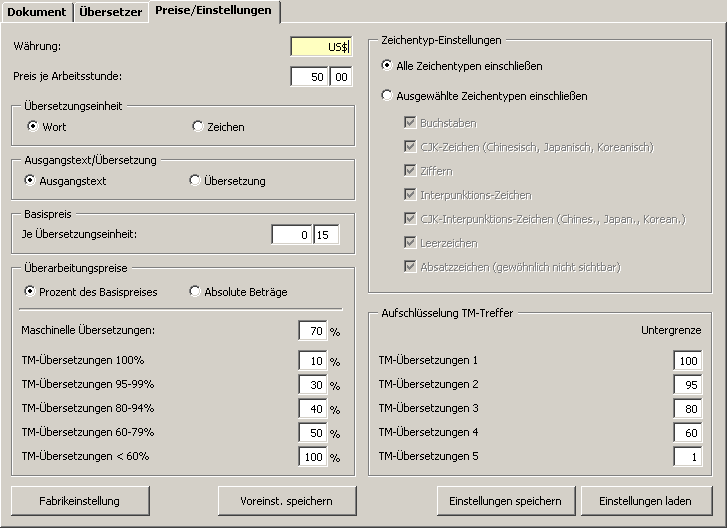 Dokument Übersetzer Preise/Einstellungen
Währung: US$
Preis je Arbeitsstunde: 50 00
Übersetzungseinheit
Wort Zeichen
Ausgangstext/Übersetzung
Ausgangstext Übersetzung
Basispreis
Je Übersetzungseinheit: 0 15
Überarbeitungspreise
Prozent des Basispreises Absolute Beträge
Maschinelle Übersetzungen: 70 %
TM-Übersetzungen 100% 10 %
TM-Übersetzungen 95-99% 30 %
TM-Übersetzungen 80-94% 40 %
TM-Übersetzungen 60-79% 50 %
TM-Übersetzungen < 60% 100 %
Zeichentyp-Einstellungen
Alle Zeichentypen einschließen
Ausgewählte Zeichentypen einschließen
Buchstaben
CJK-Zeichen (Chinesisch, Japanisch, Koreanisch)
Ziffern
Interpunktions-Zeichen
CJK-Interpunktions-Zeichen (Chines., Japan., Korean.)
Leerzeichen
Absatzzeichen (gewöhnlich nicht sichtbar)
Aufschlüsselung TM-Treffer
Untergrenze
TM-Übersetzungen 1 100
TM-Übersetzungen 2 95
TM-Übersetzungen 3 80
TM-Übersetzungen 4 60
TM-Übersetzungen 5 1
Fabrikeinstellung Voreinst. speichern Einstellungen speichern Einstellungen laden